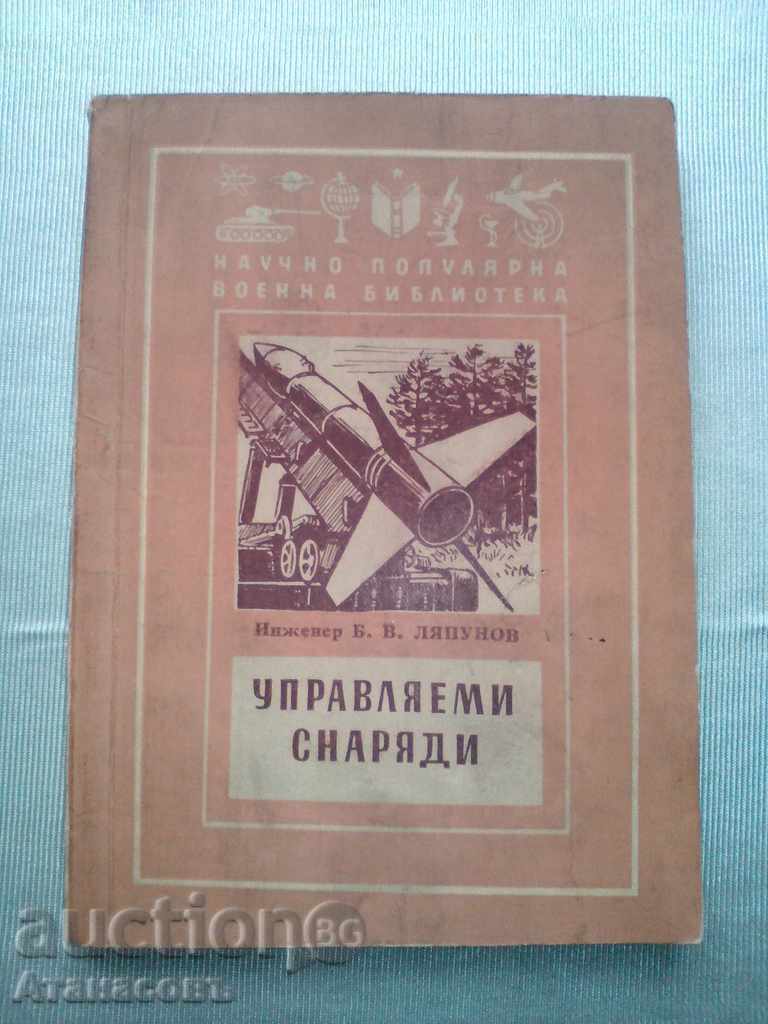 НАУЧНО ПОПУЛЯРНА
ВОЕННА БИБЛИОТЕКА
Инженер Б. В. ЛЯПУНОВ
УПРАВЛЯЕМИ
СНАРЯДИ
auction BG
Атанасовъ